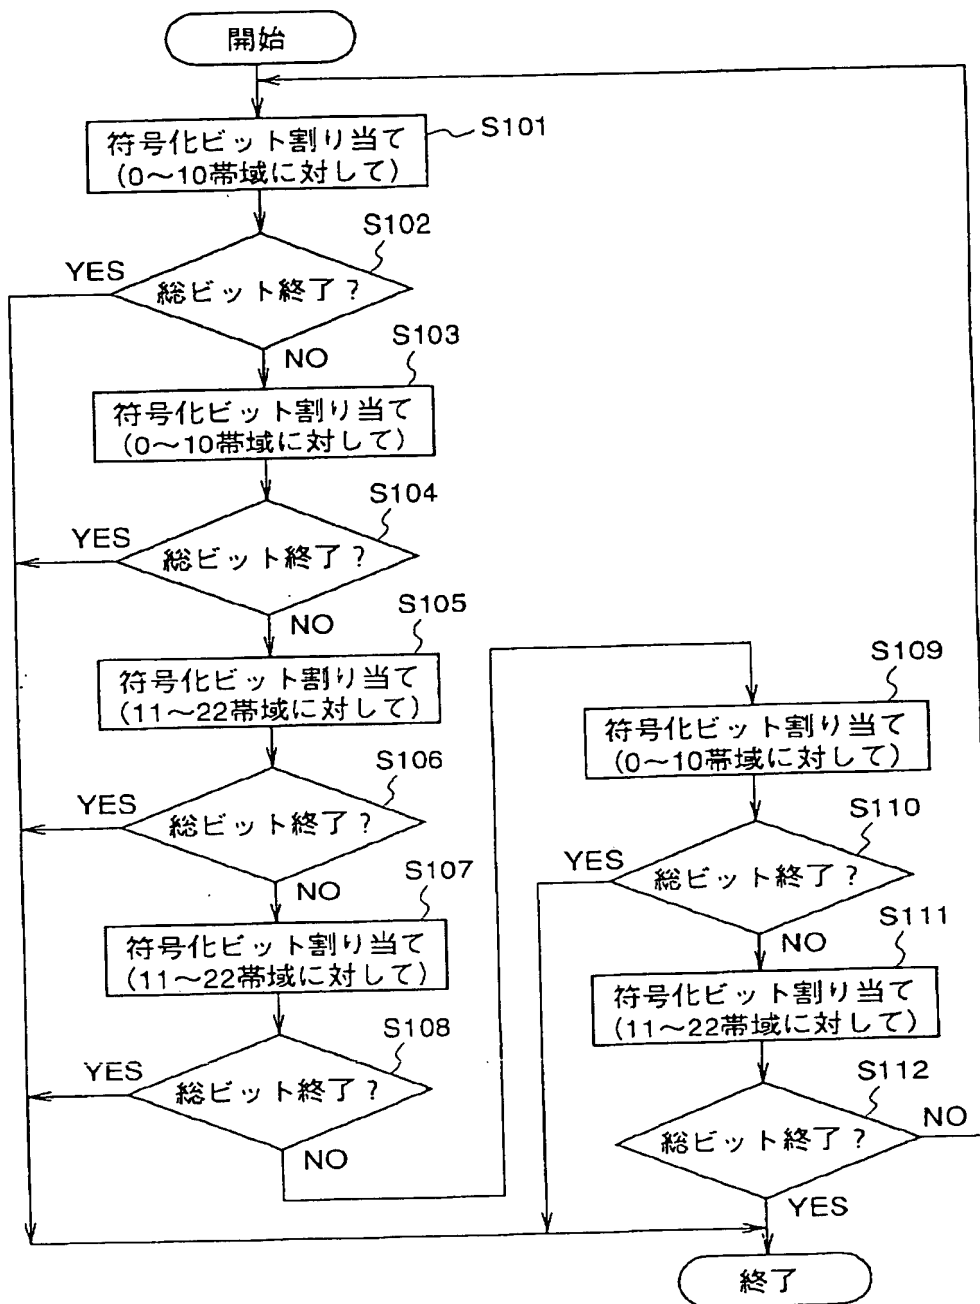 開始
符号化ビット割り当て
(0〜10帯域に対して)
S101
S102
YES
総ビット終了?
NO
S103
符号化ビット割り当て
(0〜10帯域に対して)
S104
YES
総ビット終了?
NO
S105
符号化ビット割り当て
(11〜22帯域に対して)
S106
YES
総ビット終了?
NO
S107
符号化ビット割り当て
(11〜22帯域に対して)
S108
YES
総ビット終了?
NO
S109
符号化ビット割り当て
(0〜10帯域に対して)
S110
YES
総ビット終了?
NO
S111
符号化ビット割り当て
(11〜22帯域に対して)
S112
総ビット終了?
NO
YES
終了